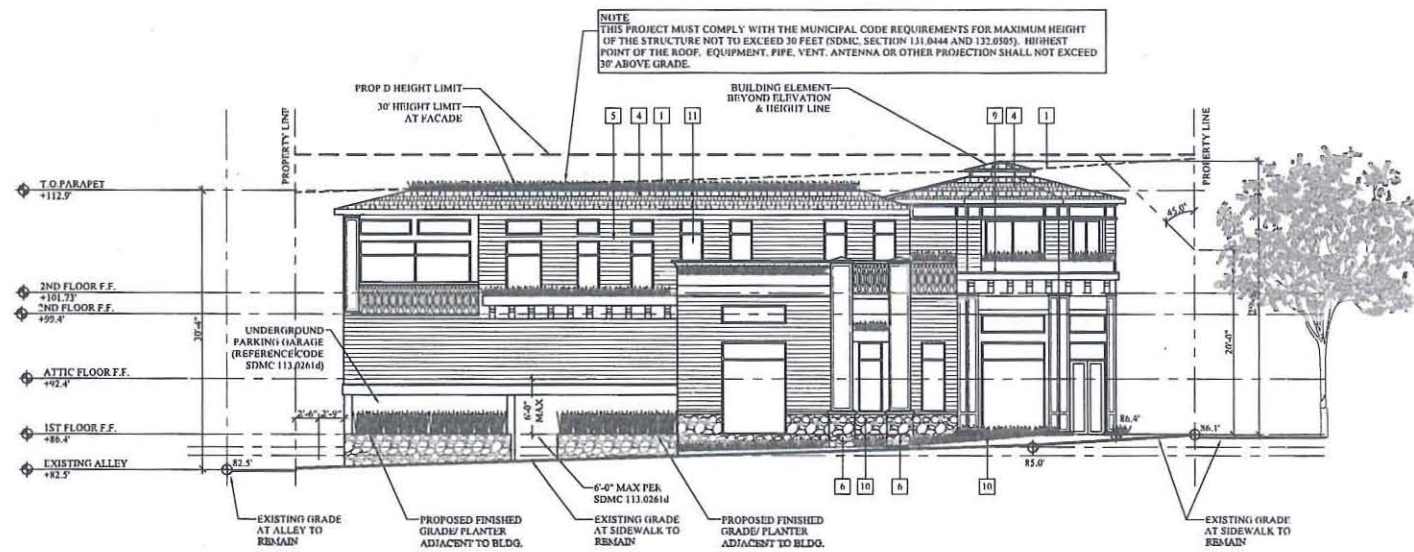 NOTE
THIS PROJECT MUST COMPLY WITH THE MUNICIPAL CODE REQUIREMENTS FOR MAXIMUM HEIGHT
OF THE STRUCTURE NOT TO EXCEED 30 FEET (SDMC, SECTION 131.0444 AND 132.0505). HIGHEST
POINT OF THE ROOF, EQUIPMENT, PIPE, VENT, ANTENNA OR OTHER PROJECTION SHALL NOT EXCEED
30' ABOVE GRADE.
PROP D HEIGHT LIMIT
30' HEIGHT LIMIT
AT FACADE
BUILDING ELEMENT
BEYOND ELEVATION
& HEIGHT LINE
PROPERTY LINE
5
4
1
11
9
4
1
PROPERTY LINE
T.O. PARAPET
+112.9'
45.0°
2ND FLOOR F.F.
+101.73'
2ND FLOOR F.F.
+99.4'
UNDERGROUND
PARKING GARAGE
(REFERENCE CODE
SDMC 113.0261d)
20'-0"
ATTIC FLOOR F.F.
+92.4'
2'-6"
2'-9"
6'-0"
MAX
1ST FLOOR F.F.
+86.4'
86.4'
86.1'
EXISTING ALLEY
+82.5'
82.5'
85.0'
6
10
6
10
6'-0" MAX PER
SDMC 113.0261d
EXISTING GRADE
AT ALLEY TO
REMAIN
PROPOSED FINISHED
GRADE/ PLANTER
ADJACENT TO BLDG.
EXISTING GRADE
AT SIDEWALK TO
REMAIN
PROPOSED FINISHED
GRADE/ PLANTER
ADJACENT TO BLDG.
EXISTING GRADE
AT SIDEWALK TO
REMAIN